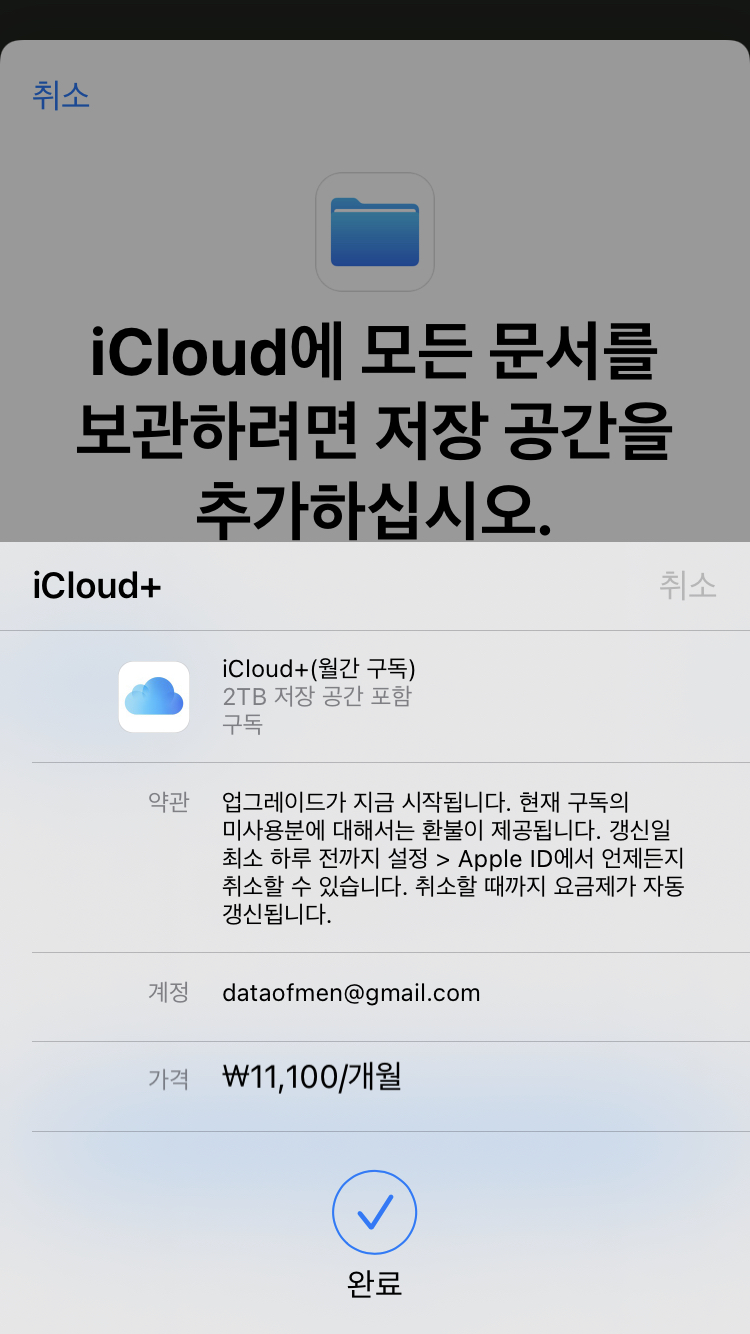 취소
iCloud에 모든 문서를
보관하려면 저장 공간을
추가하십시오.
iCloud+
취소
iCloud+(월간 구독)
2TB 저장 공간 포함
구독
약관
업그레이드가 지금 시작됩니다. 현재 구독의
미사용분에 대해서는 환불이 제공됩니다. 갱신일
최소 하루 전까지 설정 > Apple ID에서 언제든지
취소할 수 있습니다. 취소할 때까지 요금제가 자동
갱신됩니다.
계정
dataofmen@gmail.com
가격
₩11,100/개월
완료